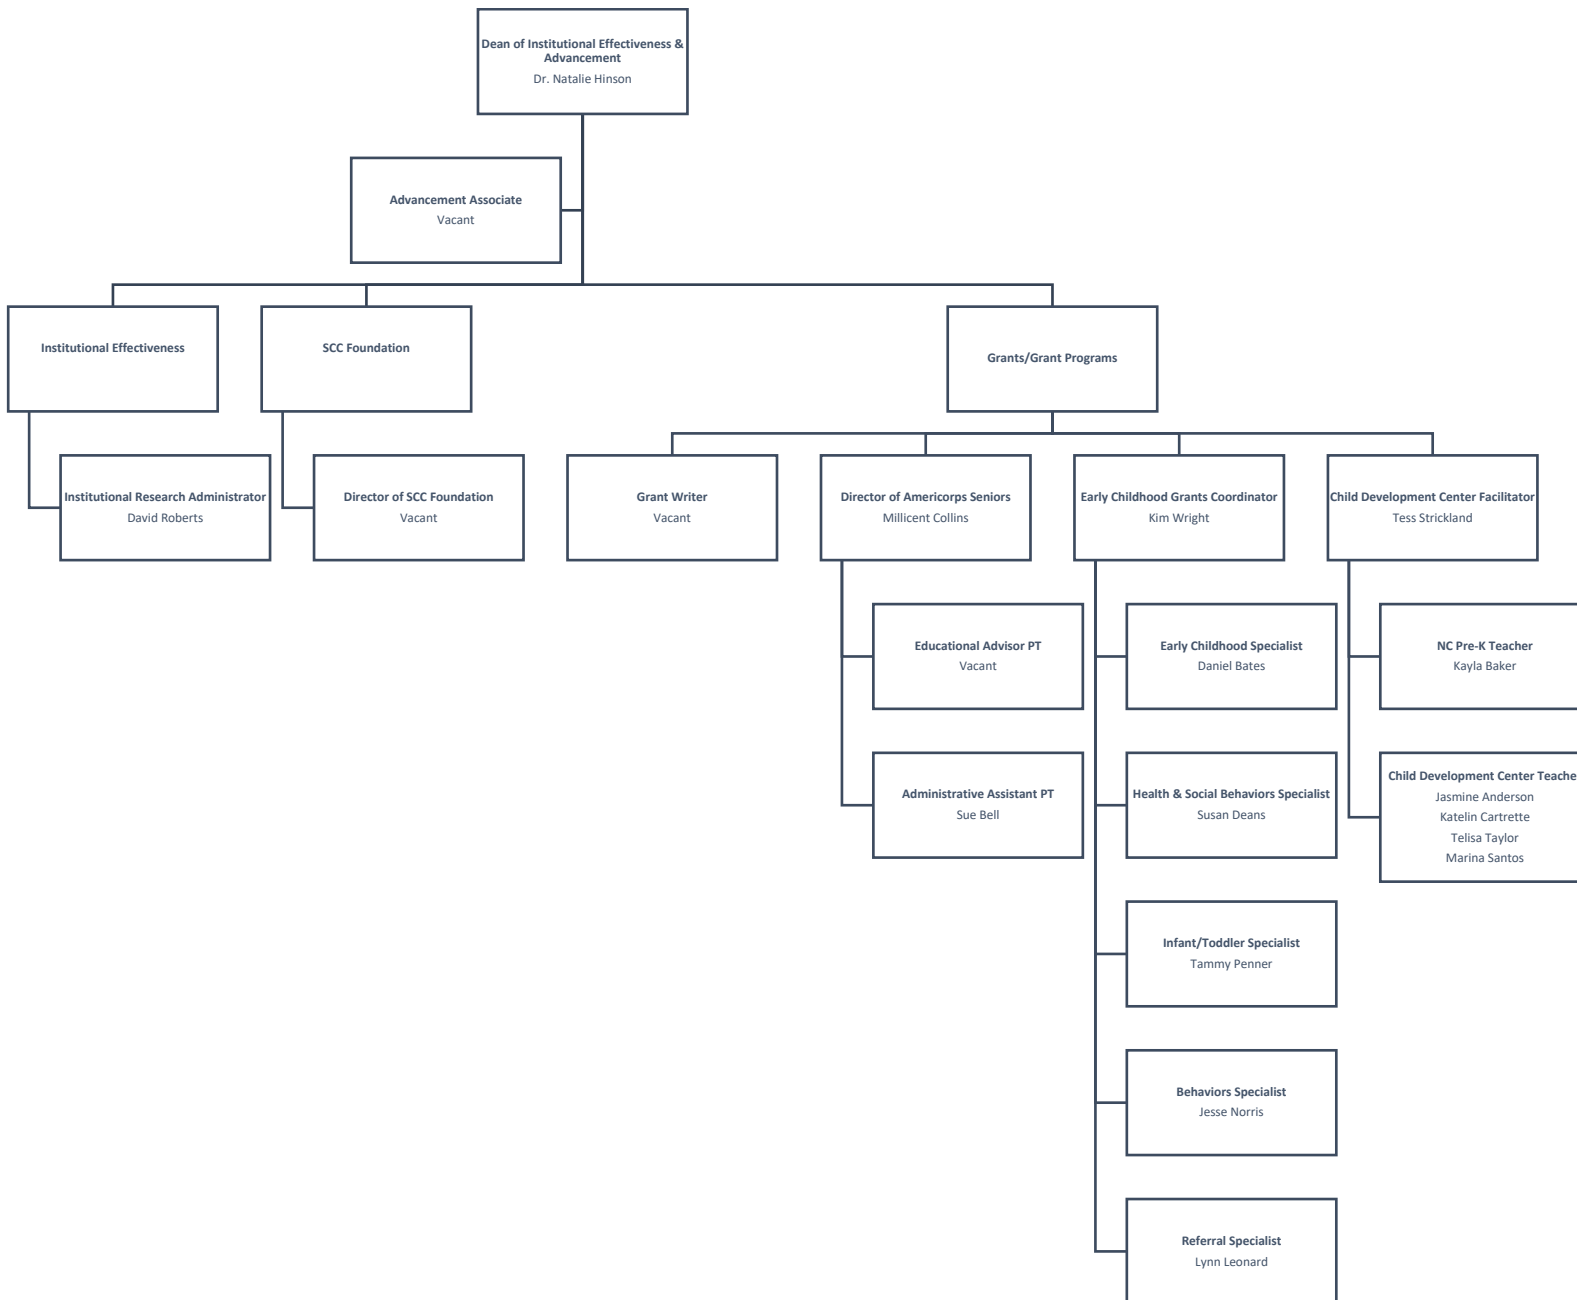 Dean of Institutional Effectiveness &
Advancement
Dr. Natalie Hinson
Advancement Associate
Vacant
Institutional Effectiveness
SCC Foundation
Grants/Grant Programs
Institutional Research Administrator
David Roberts
Director of SCC Foundation
Vacant
Grant Writer
Vacant
Director of Americorps Seniors
Millicent Collins
Early Childhood Grants Coordinator
Kim Wright
Child Development Center Facilitator
Tess Strickland
Educational Advisor PT
Vacant
Early Childhood Specialist
Daniel Bates
NC Pre-K Teacher
Kayla Baker
Administrative Assistant PT
Sue Bell
Health & Social Behaviors Specialist
Susan Deans
Child Development Center Teache
Jasmine Anderson
Katelin Cartrette
Telisa Taylor
Marina Santos
Infant/Toddler Specialist
Tammy Penner
Behaviors Specialist
Jesse Norris
Referral Specialist
Lynn Leonard